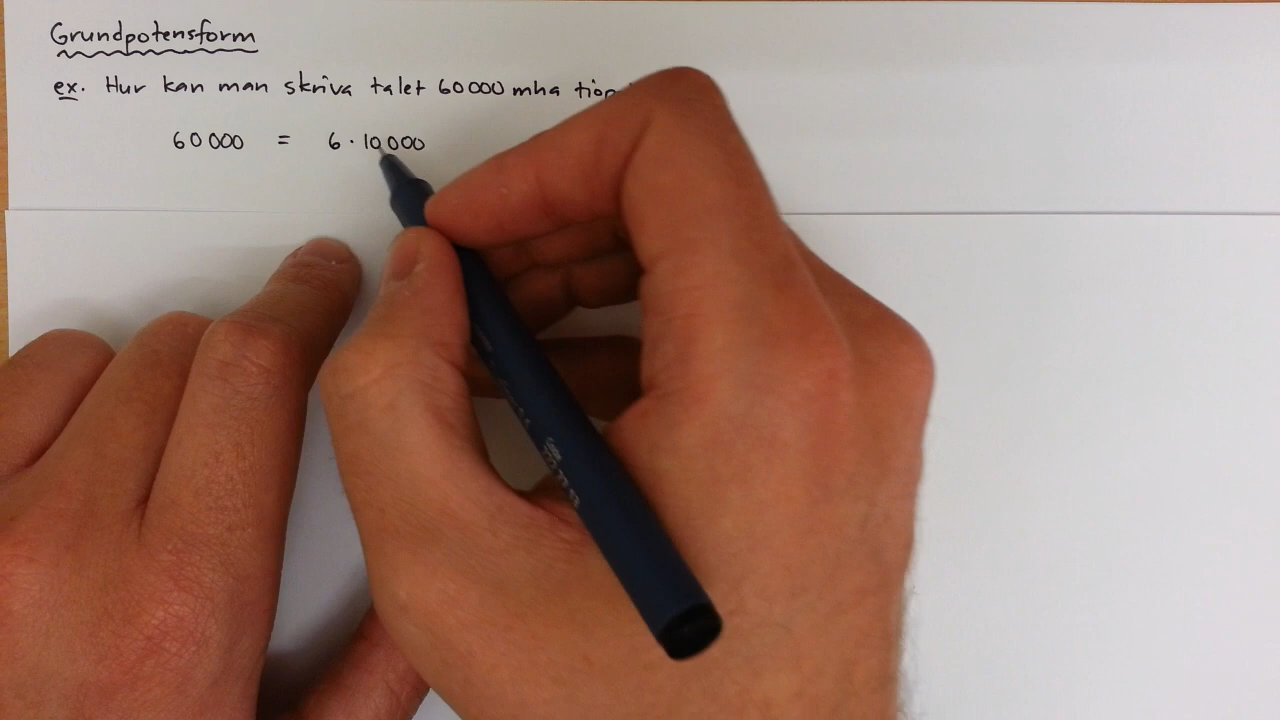 Grundpotensform
ex. Hur kan man skriva talet 60000 mha
60000 = 6·10000